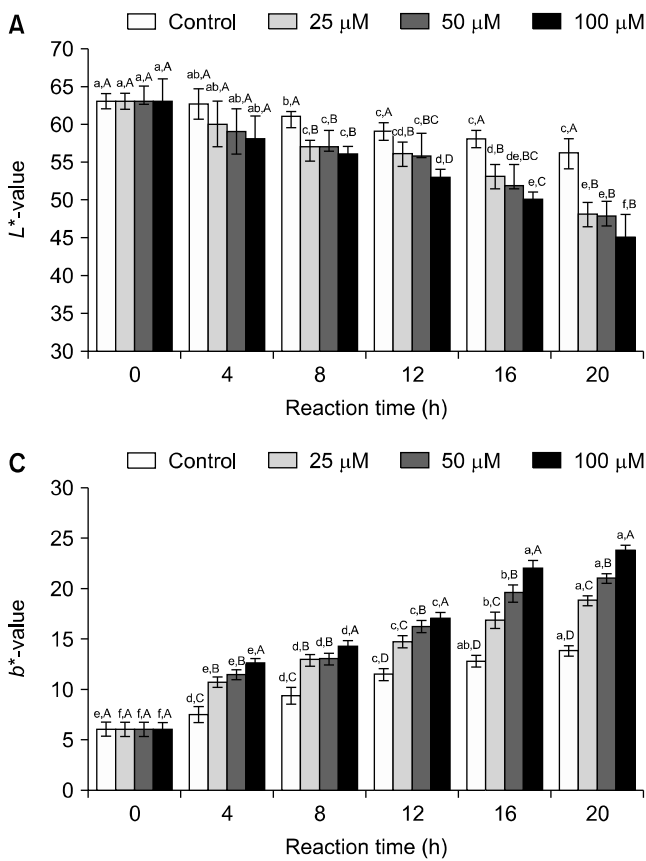 A
Control 25 μM 50 μM 100 μM
70
65
60
55
50
45
40
35
30
L*-value
a,A a,A a,A a,A
ab,A ab,A ab,A ab,A
b,A c,B c,B c,B
c,A cd,B c,BC d,D
c,A d,B de,BC e,C
c,A e,B e,B f,B
0 4 8 12 16 20
Reaction time (h)
C
Control 25 μM 50 μM 100 μM
30
25
20
15
10
5
0
b*-value
e,A f,A f,A f,A
d,C e,B e,B e,A
d,C d,B d,B d,A
c,D c,C c,B c,A
ab,D b,C b,B a,A
a,D a,C a,B a,A
0 4 8 12 16 20
Reaction time (h)